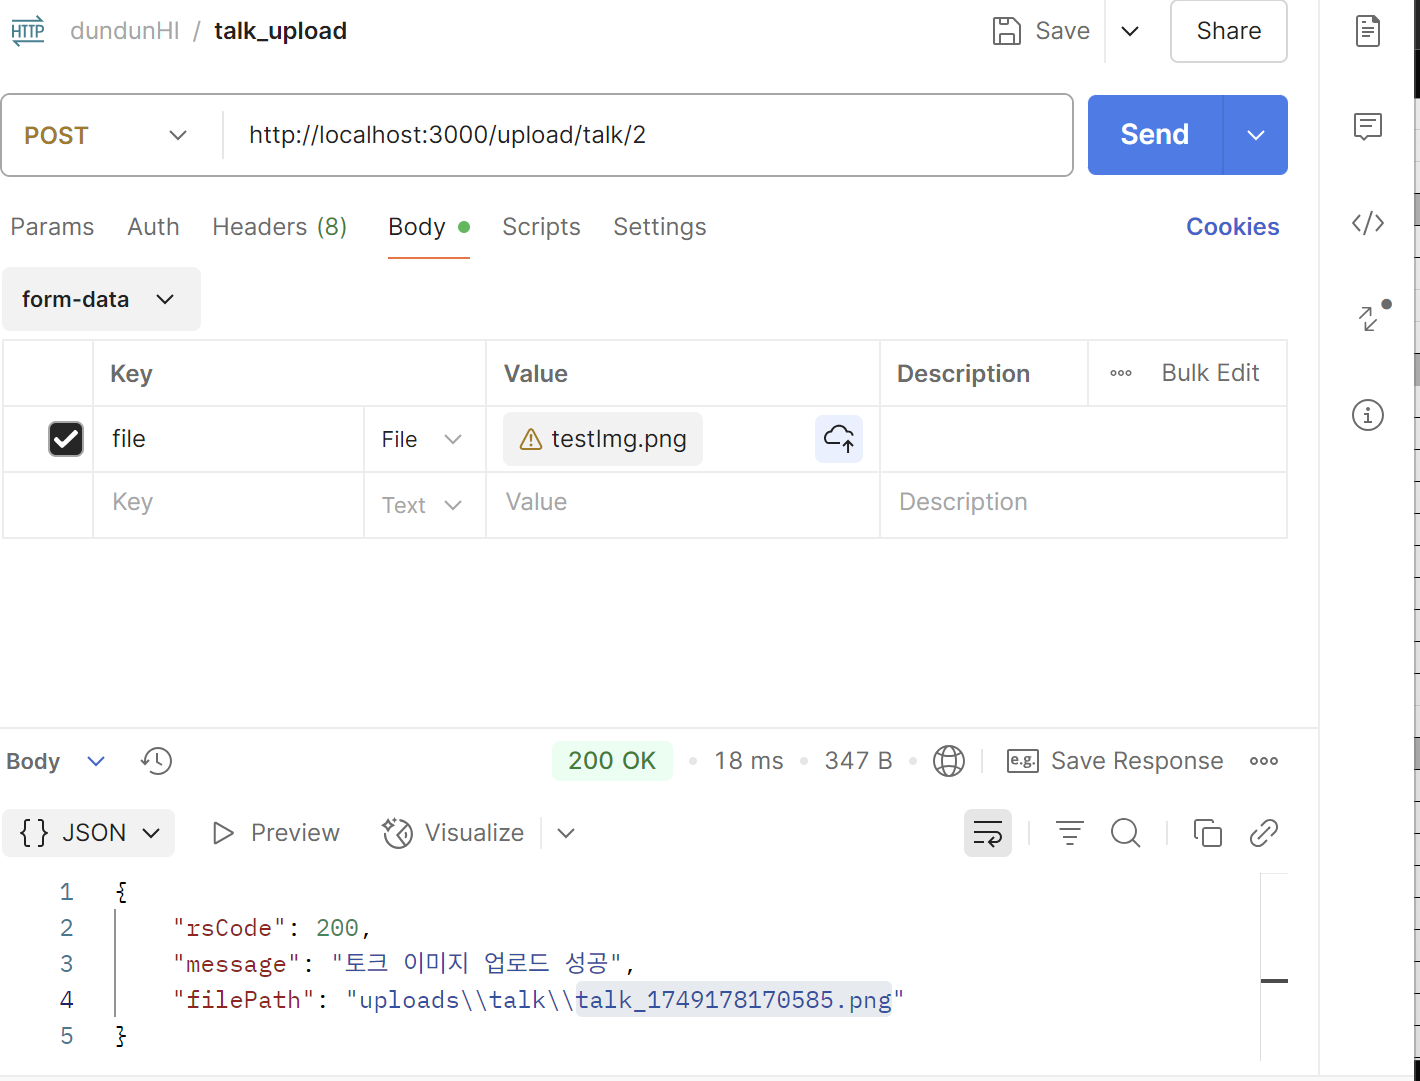 HTTP dundunHI / talk_upload Save Share
POST http://localhost:3000/upload/talk/2 Send
Params Auth Headers (8) Body Scripts Settings Cookies
form-data
Key Value Description Bulk Edit
file File testImg.png
Key Text Value Description
Body 200 OK 18 ms 347 B e.g. Save Response
{} JSON Preview Visualize
1 {
2 "rsCode": 200,
3 "message": "토크 이미지 업로드 성공",
4 "filePath": "uploads\\talk\\talk_1749178170585.png"
5 }